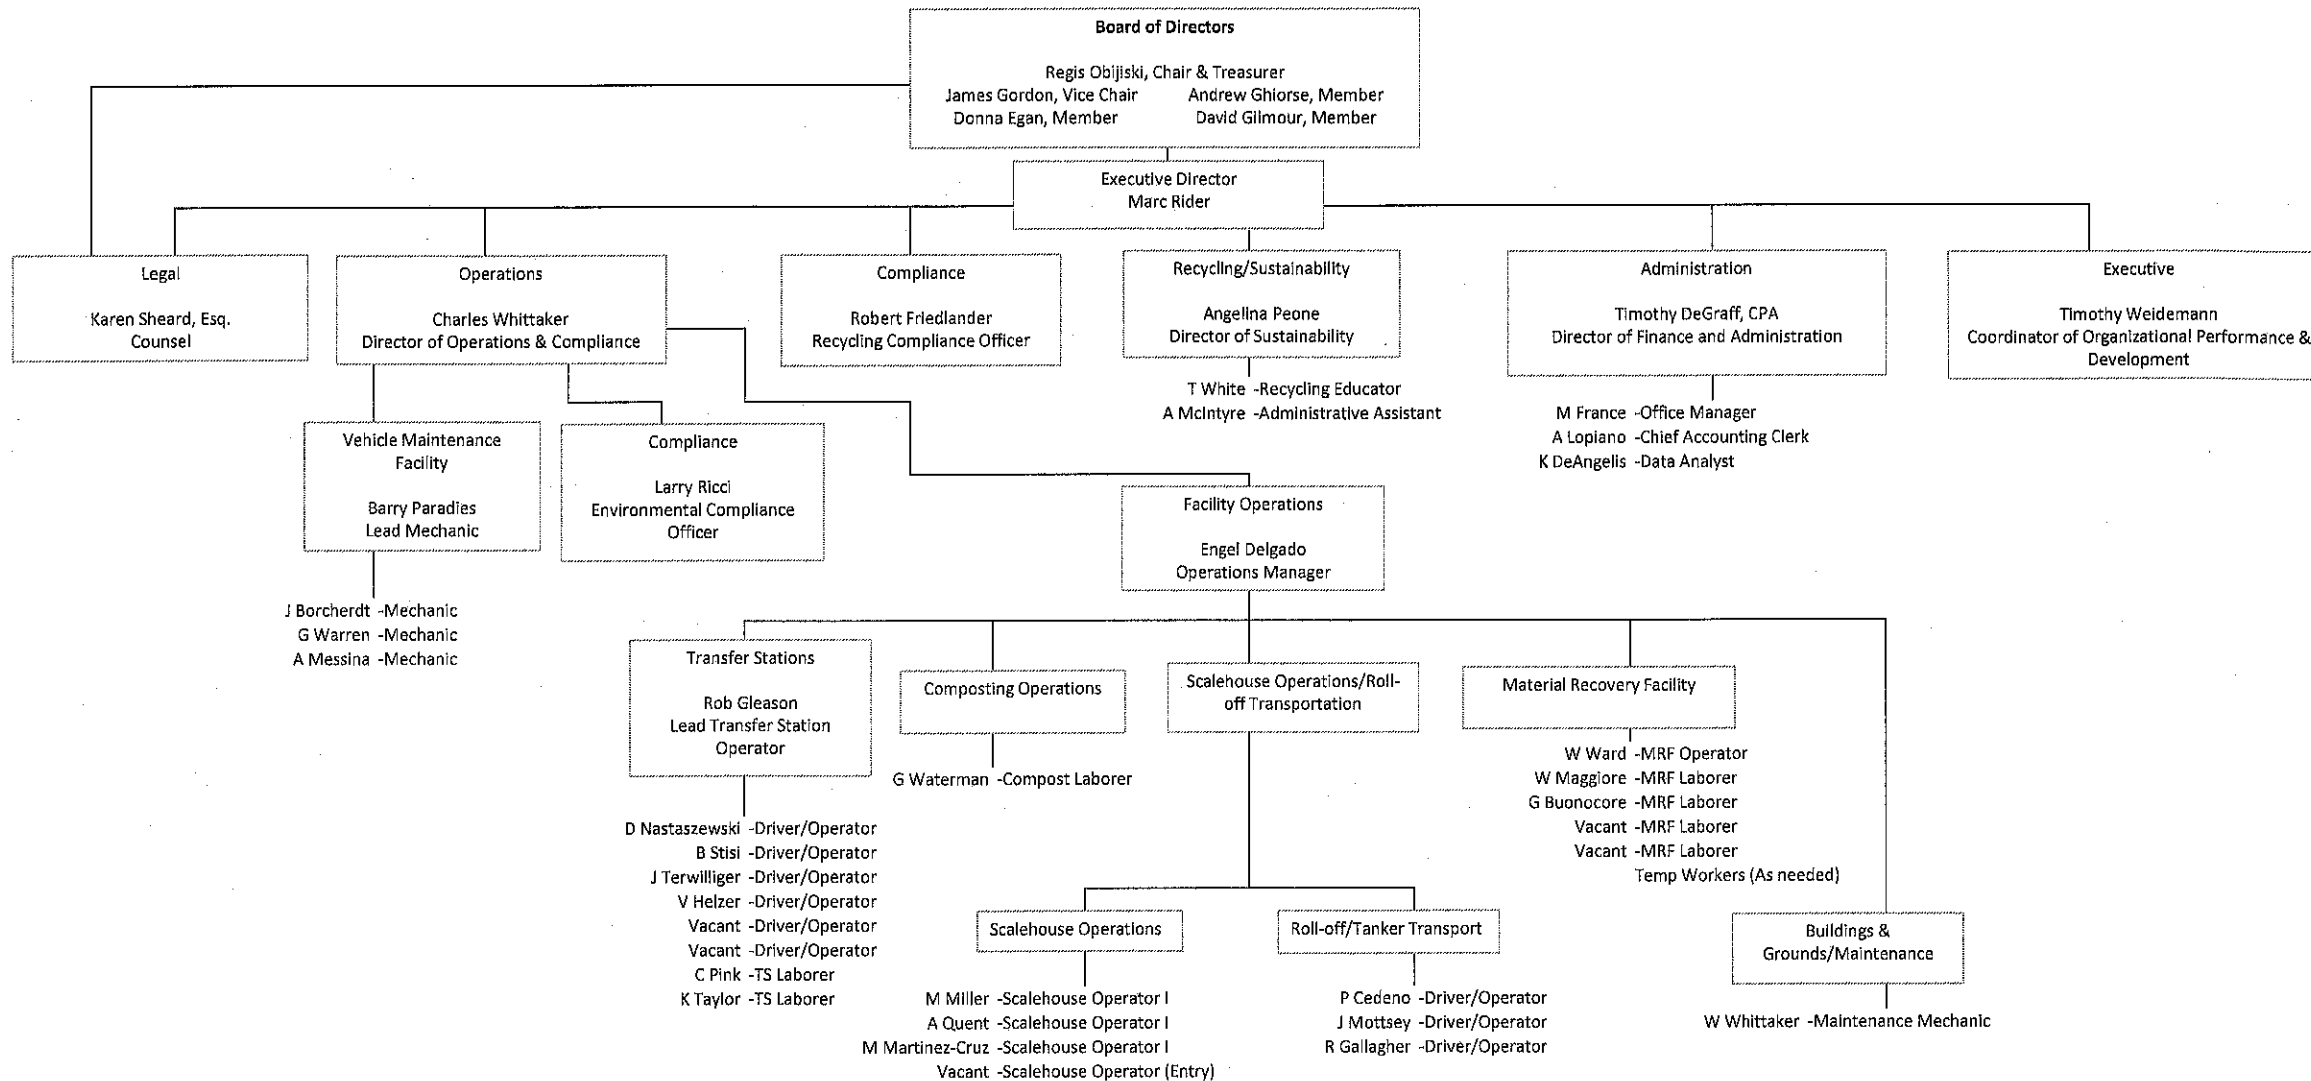 Board of Directors
Regis Obijiski, Chair & Treasurer
James Gordon, Vice Chair Andrew Ghiorse, Member
Donna Egan, Member David Gilmour, Member
Executive Director
Marc Rider
Legal
Karen Sheard, Esq.
Counsel
Operations
Charles Whittaker
Director of Operations & Compliance
Compliance
Robert Friedlander
Recycling Compliance Officer
Recycling/Sustainability
Angelina Peone
Director of Sustainability
T White -Recycling Educator
A McIntyre -Administrative Assistant
Administration
Timothy DeGraff, CPA
Director of Finance and Administration
M France -Office Manager
A Lopiano -Chief Accounting Clerk
K DeAngelis -Data Analyst
Executive
Timothy Weidemann
Coordinator of Organizational Performance &
Development
Vehicle Maintenance
Facility
Barry Paradies
Lead Mechanic
J Borcherdt -Mechanic
G Warren -Mechanic
A Messina -Mechanic
Compliance
Larry Ricci
Environmental Compliance
Officer
Facility Operations
Engel Delgado
Operations Manager
Transfer Stations
Rob Gleason
Lead Transfer Station
Operator
D Nastaszewski -Driver/Operator
B Stisi -Driver/Operator
J Terwilliger -Driver/Operator
V Helzer -Driver/Operator
Vacant -Driver/Operator
Vacant -Driver/Operator
C Pink -TS Laborer
K Taylor -TS Laborer
Composting Operations
G Waterman -Compost Laborer
Scalehouse Operations/Roll-
off Transportation
Material Recovery Facility
W Ward -MRF Operator
W Maggiore -MRF Laborer
G Buonocore -MRF Laborer
Vacant -MRF Laborer
Vacant -MRF Laborer
Temp Workers (As needed)
Scalehouse Operations
M Miller -Scalehouse Operator I
A Quent -Scalehouse Operator I
M Martinez-Cruz -Scalehouse Operator I
Vacant -Scalehouse Operator (Entry)
Roll-off/Tanker Transport
P Cedeno -Driver/Operator
J Mottsey -Driver/Operator
R Gallagher -Driver/Operator
Buildings &
Grounds/Maintenance
W Whittaker -Maintenance Mechanic